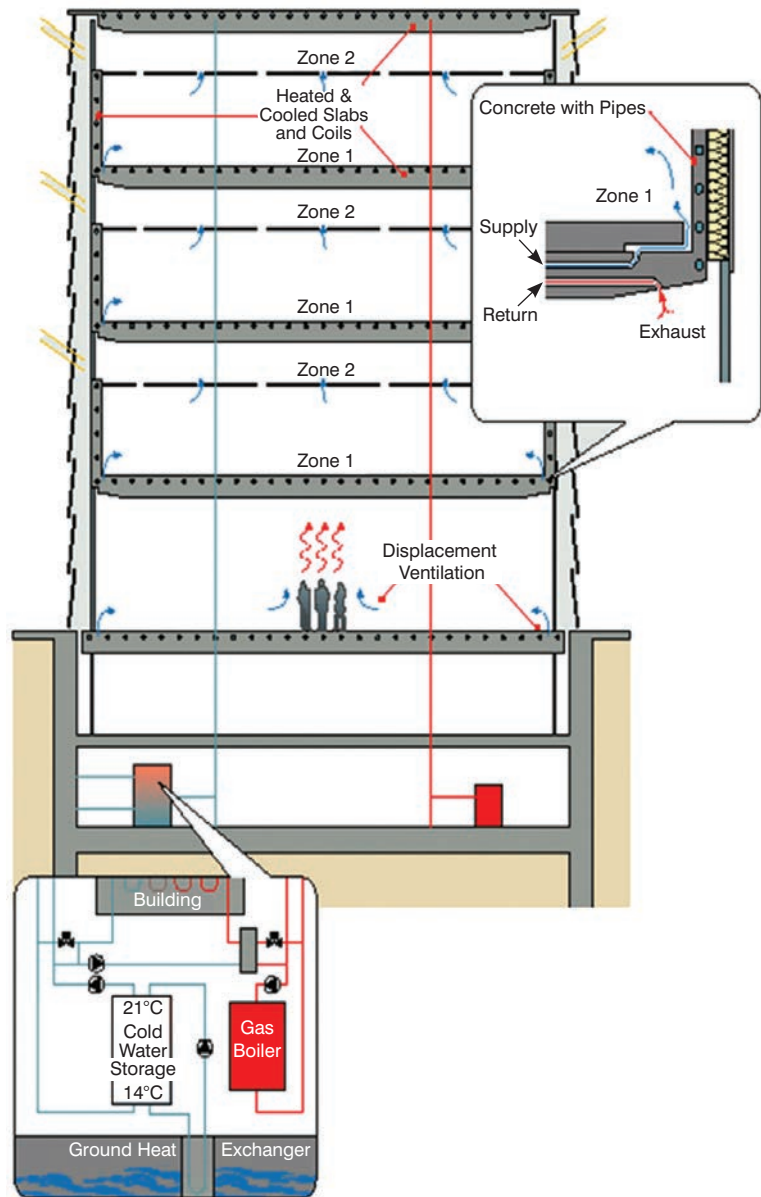 Zone 2
Heated &
Cooled Slabs
and Coils
Zone 1
Zone 2
Zone 1
Zone 2
Zone 1
Concrete with Pipes
Zone 1
Supply
Return
Exhaust
Displacement
Ventilation
Building
21°C
Cold
Water
Storage
14°C
Gas
Boiler
Ground Heat
Exchanger